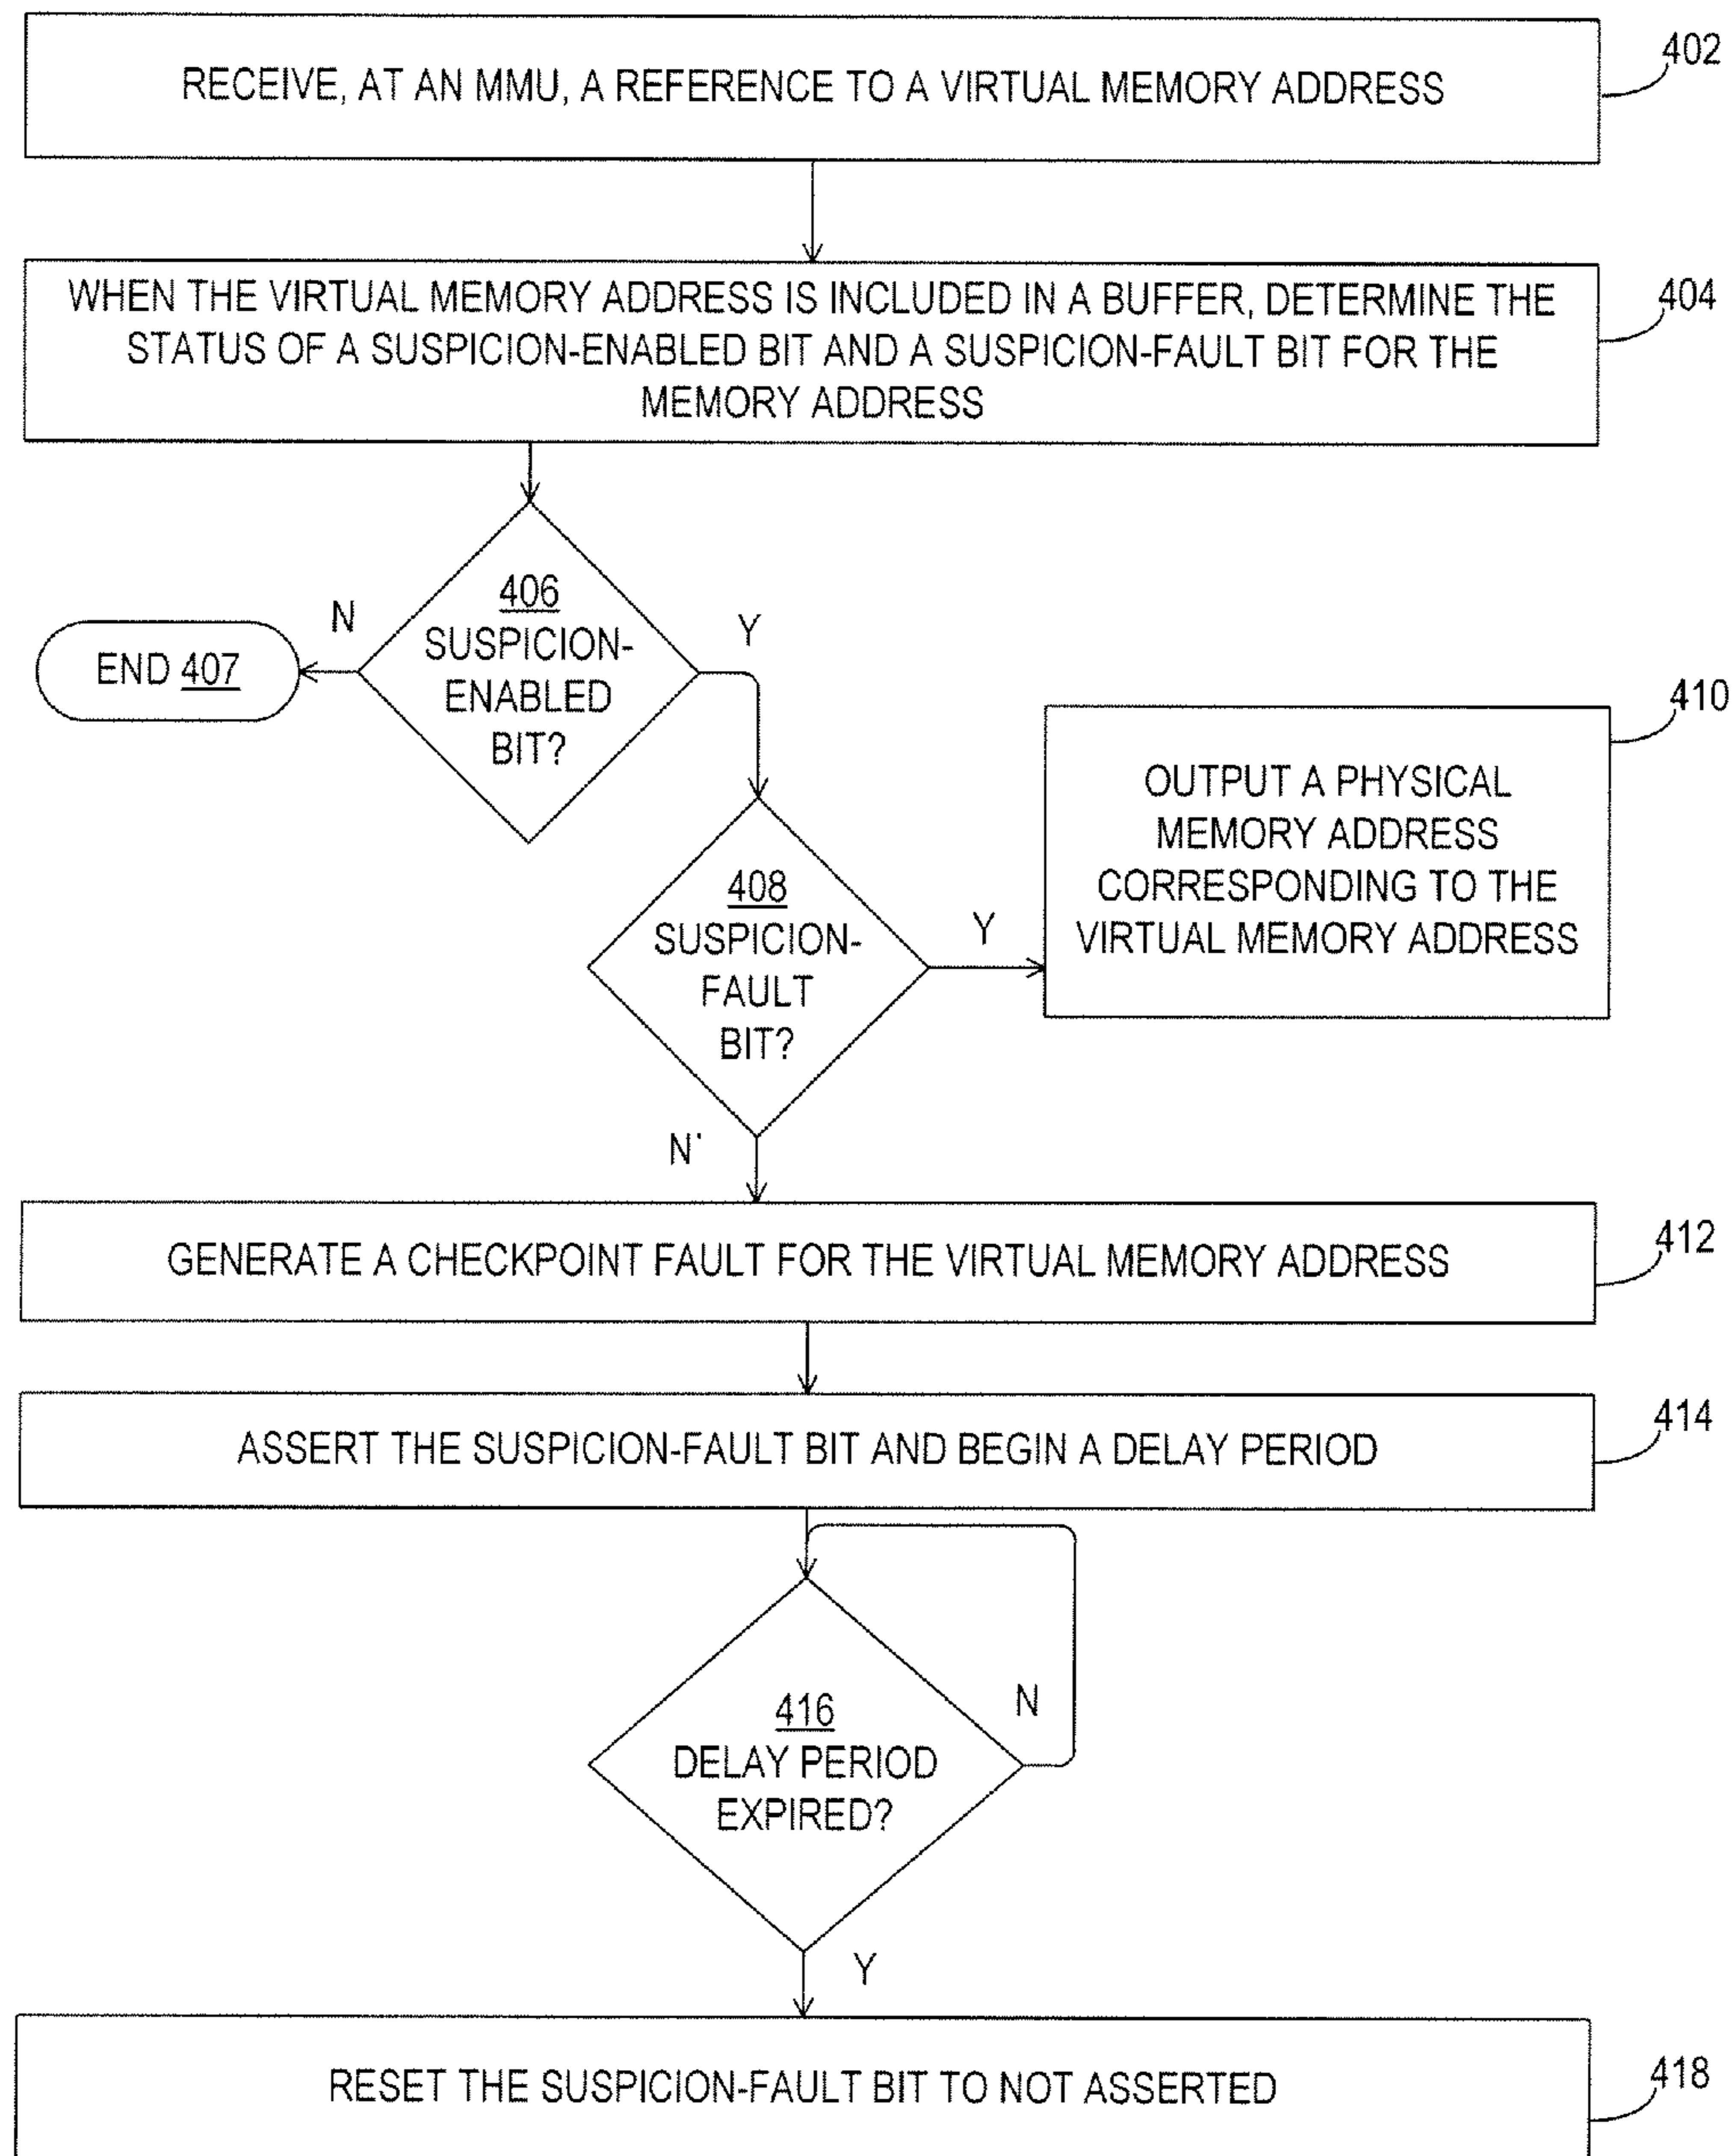 RECEIVE, AT AN MMU, A REFERENCE TO A VIRTUAL MEMORY ADDRESS
402
WHEN THE VIRTUAL MEMORY ADDRESS IS INCLUDED IN A BUFFER, DETERMINE THE
STATUS OF A SUSPICION-ENABLED BIT AND A SUSPICION-FAULT BIT FOR THE
MEMORY ADDRESS
404
406
SUSPICION-
ENABLED
BIT?
N
Y
END 407
408
SUSPICION-
FAULT
BIT?
Y
N
410
OUTPUT A PHYSICAL
MEMORY ADDRESS
CORRESPONDING TO THE
VIRTUAL MEMORY ADDRESS
GENERATE A CHECKPOINT FAULT FOR THE VIRTUAL MEMORY ADDRESS
412
ASSERT THE SUSPICION-FAULT BIT AND BEGIN A DELAY PERIOD
414
416
DELAY PERIOD
EXPIRED?
N
Y
RESET THE SUSPICION-FAULT BIT TO NOT ASSERTED
418